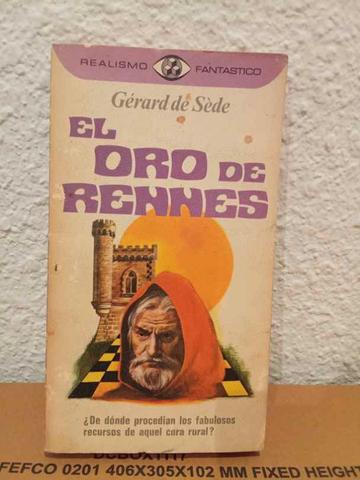 REALISMO FANTASTICO
Gérard de Sède
EL
ORO DE
RENNES
¿De dónde procedían los fabulosos
recursos de aquel cura rural?
FEFCO 0201 406X305X102 MM FIXED HEIGHT